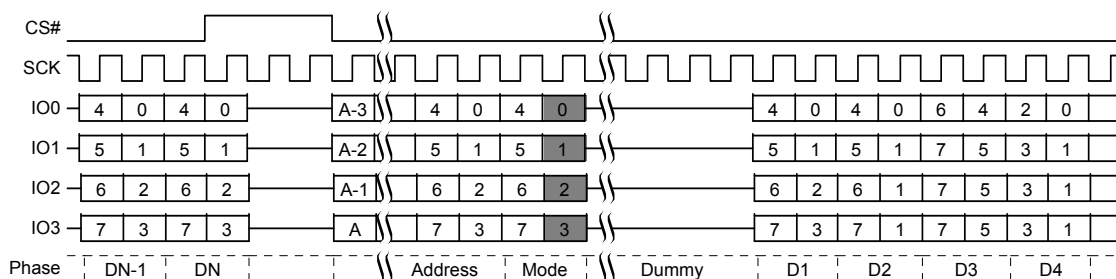 CS#
SCK
IO0 4 0 4 0 A-3 4 0 4 0 4 0 4 0 6 4 2 0
IO1 5 1 5 1 A-2 5 1 5 1 5 1 5 1 7 5 3 1
IO2 6 2 6 2 A-1 6 2 6 2 6 2 6 1 7 5 3 1
IO3 7 3 7 3 A 7 3 7 3 7 3 7 1 7 5 3 1
Phase DN-1 DN Address Mode Dummy D1 D2 D3 D4